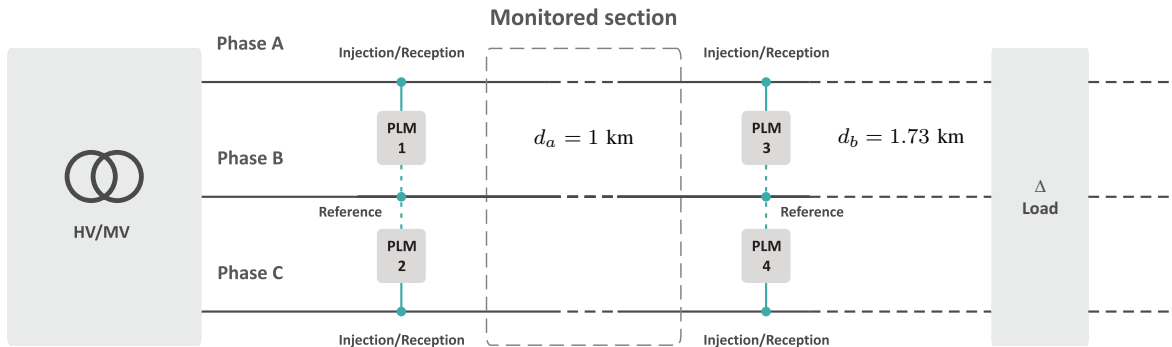 Monitored section
Phase A
Injection/Reception
Injection/Reception
PLM
1
d_a = 1 km
PLM
3
d_b = 1.73 km
Phase B
HV/MV
Reference
Reference
Δ
Load
PLM
2
PLM
4
Phase C
Injection/Reception
Injection/Reception